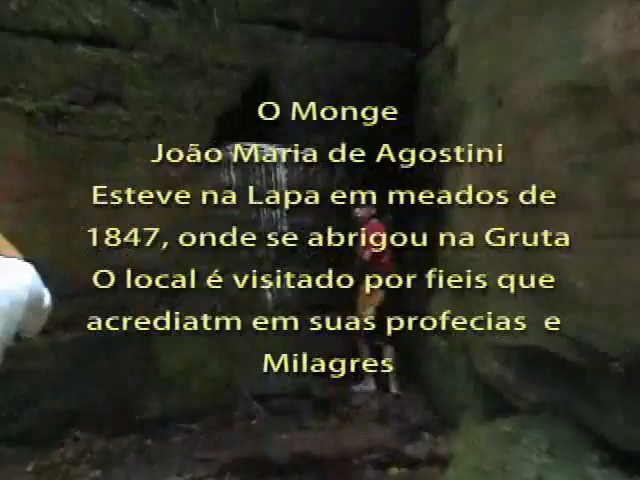 O Monge
João Maria de Agostini
Esteve na Lapa em meados de
1847, onde se abrigou na Gruta
O local é visitado por fieis que
acrediatm em suas profecias e
Milagres